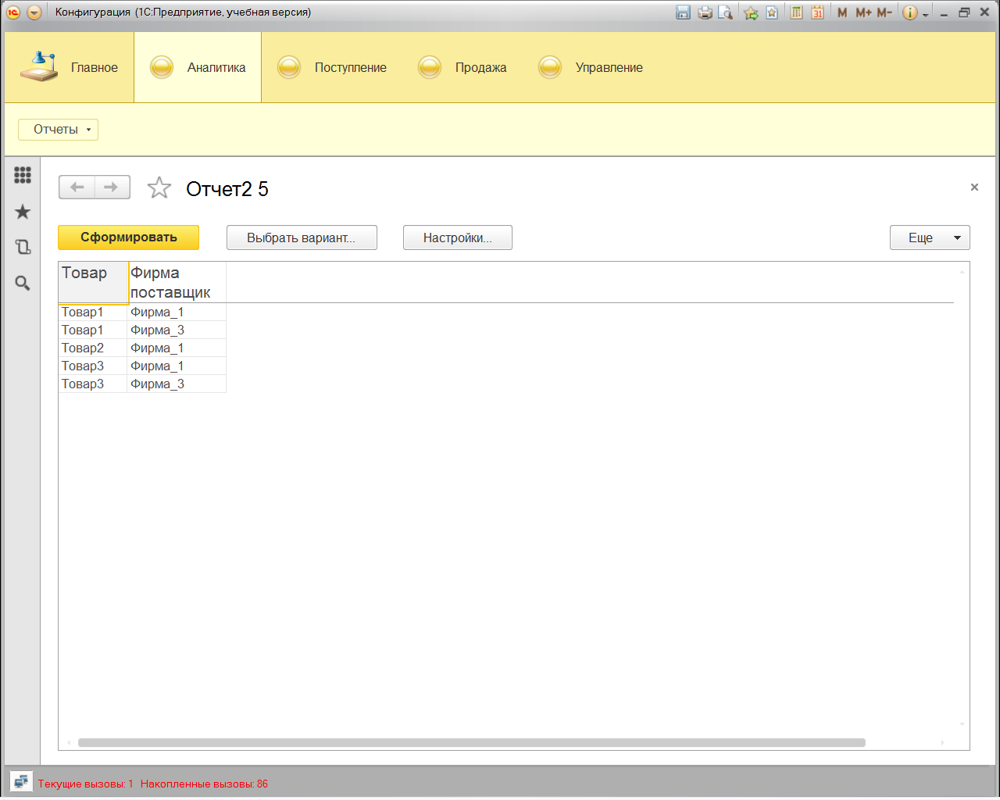 Конфигурация (1С:Предприятие, учебная версия)
31 M M+ M-
Главное Аналитика Поступление Продажа Управление
Отчеты
Отчет2 5
Сформировать Выбрать вариант... Настройки... Еще
Товар Фирма
поставщик
Товар1 Фирма_1
Товар1 Фирма_3
Товар2 Фирма_1
Товар3 Фирма_1
Товар3 Фирма_3
Текущие вызовы: 1 Накопленные вызовы: 86